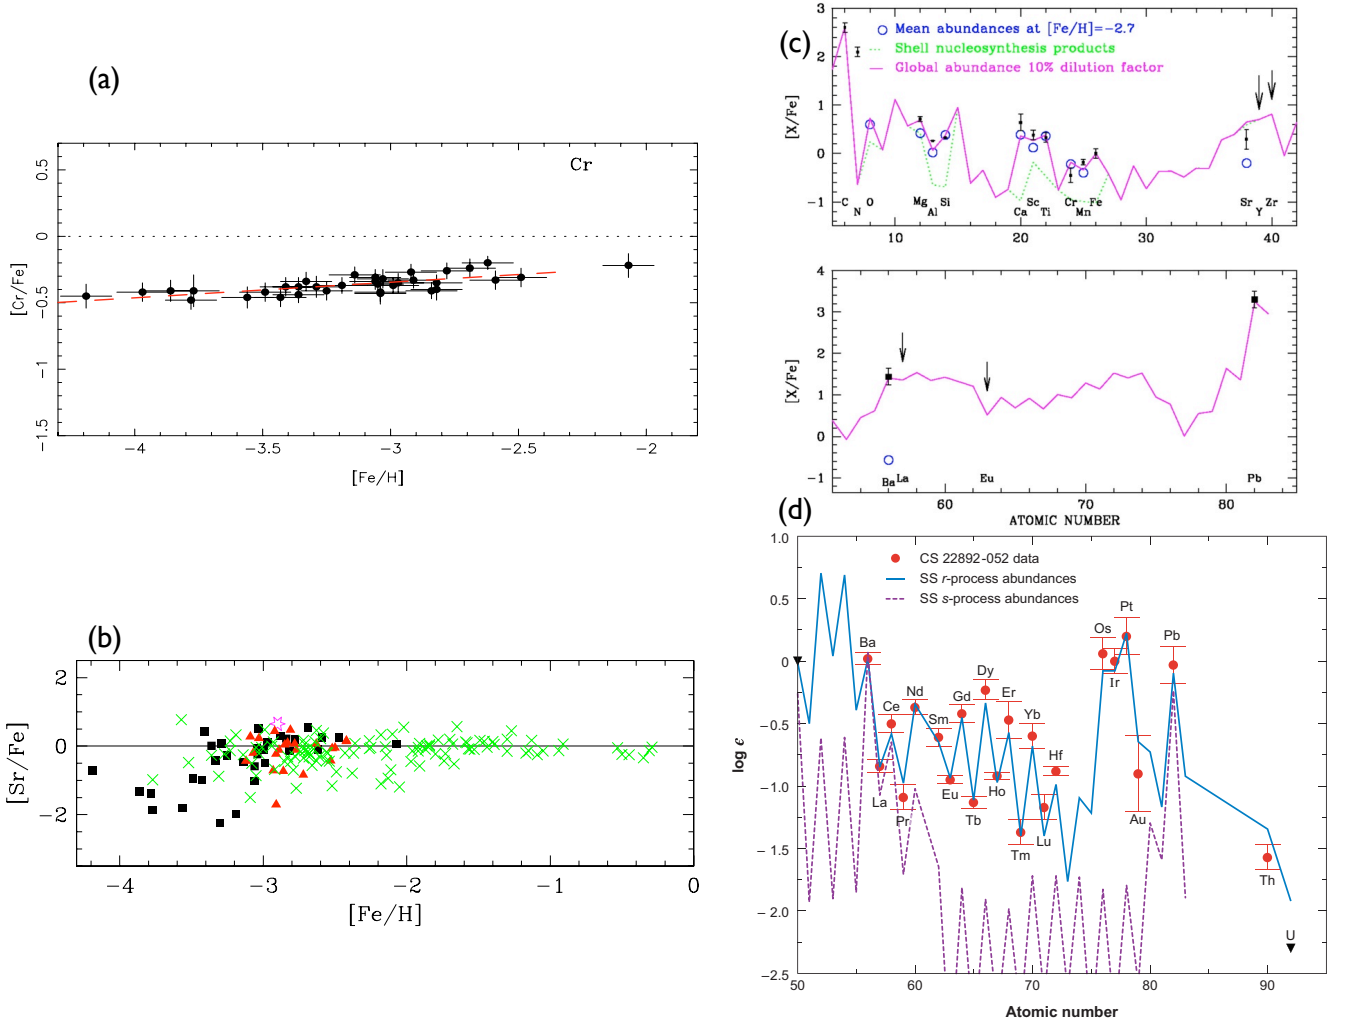 (a)
Cr
0.5
0
−0.5
−1
−1.5
[Cr/Fe]
−4
−3.5
−3
−2.5
−2
[Fe/H]
(b)
2
0
−2
[Sr/Fe]
−4
−3
−2
−1
0
[Fe/H]
(c)
3
2
1
0
−1
[X/Fe]
Mean abundances at [Fe/H]=−2.7
Shell nucleosynthesis products
Global abundance 10% dilution factor
C
N
O
Mg
Al
Si
Ca
Sc
Ti
Cr
Mn
Fe
Sr
Y
Zr
10
20
30
40
4
3
2
1
0
−1
[X/Fe]
Ba
La
Eu
Pb
60
70
80
ATOMIC NUMBER
(d)
1.0
0.5
0
−0.5
−1.0
−1.5
−2.0
−2.5
log ε
CS 22892-052 data
SS r-process abundances
SS s-process abundances
Ba
La
Ce
Pr
Nd
Sm
Eu
Gd
Tb
Dy
Ho
Er
Tm
Yb
Lu
Hf
Os
Ir
Pt
Au
Pb
Th
U
50
60
70
80
90
Atomic number